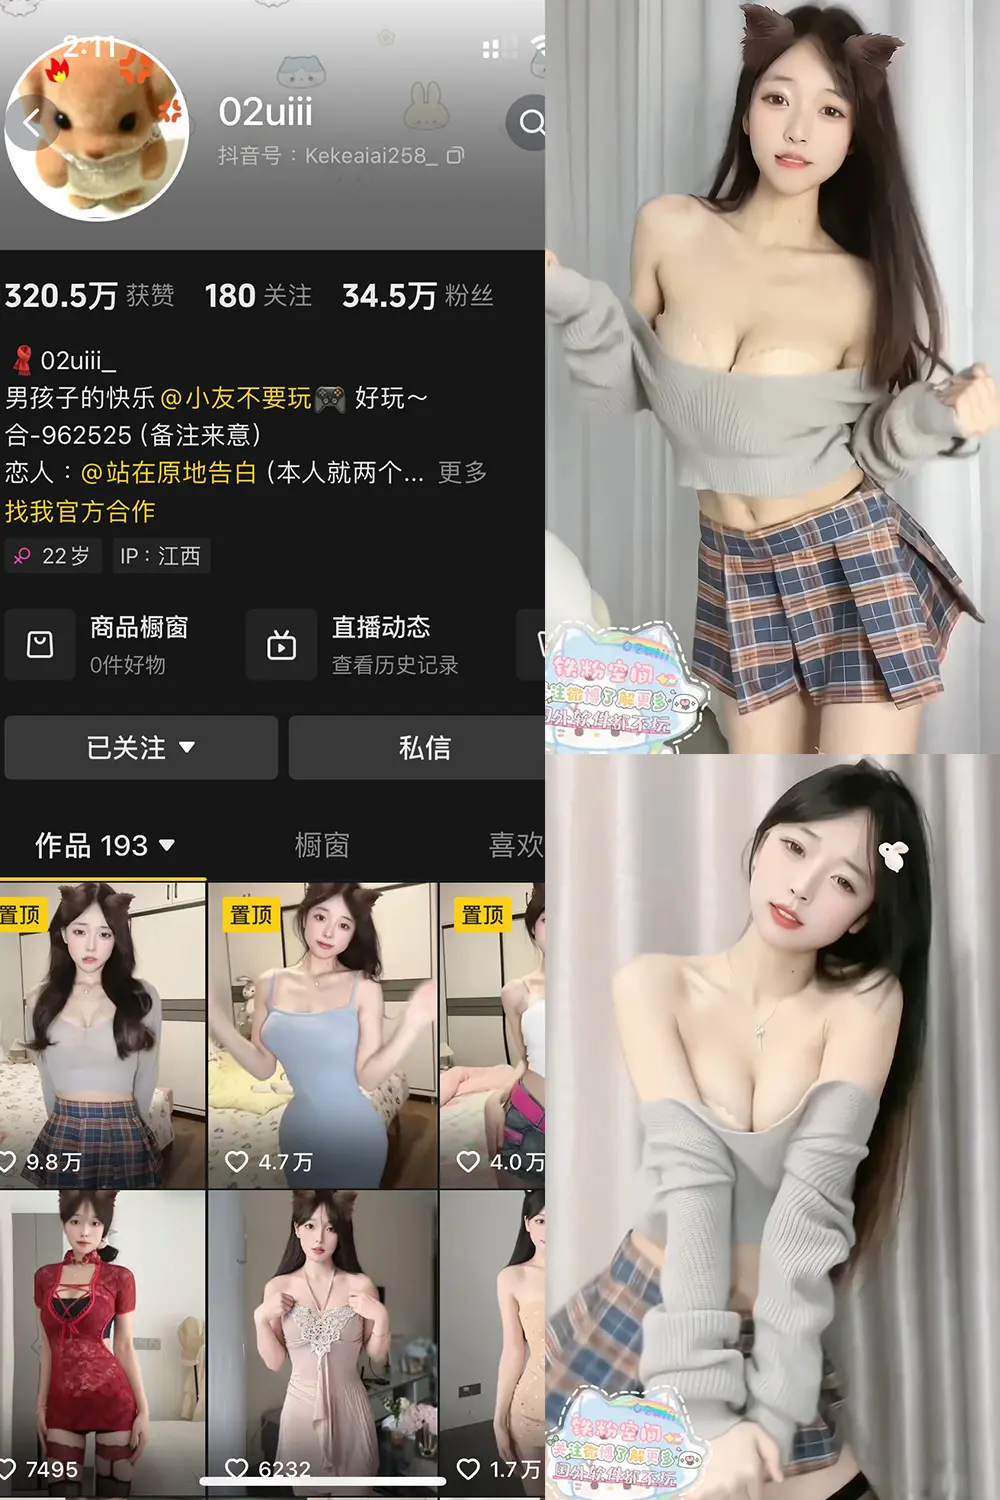 2:11
02uiii
抖音号：Kekeaiai258_
320.5万 获赞 180 关注 34.5万 粉丝
02uiii_
男孩子的快乐 @小友不要玩🎮 好玩～
合-962525 (备注来意)
恋人：@站在原地告白 (本人就两个... 更多
找我官方合作
22岁 IP：江西
商品橱窗
0件好物
直播动态
查看历史记录
已关注 私信
作品 193 橱窗 喜欢
置顶 置顶 置顶
9.8万 4.7万 4.0万
7495 6232 1.7万
02uiii
铁粉空间
关注微博了解更多
国外软件都不玩
02uiii
铁粉空间
关注微博了解更多
国外软件都不玩